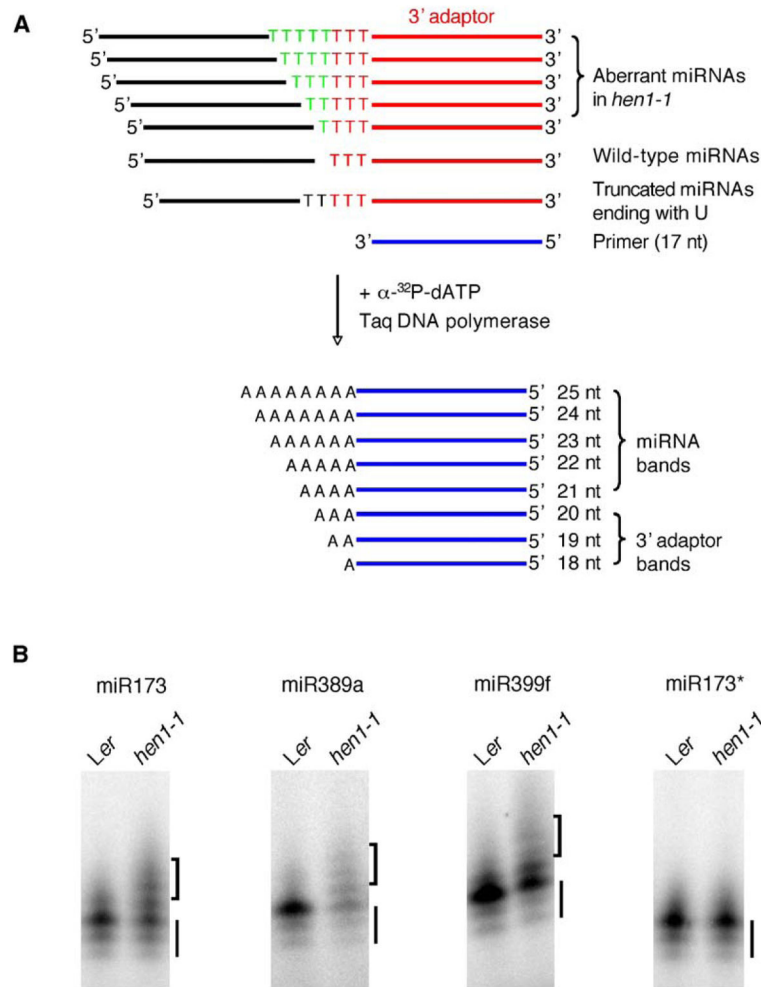 A
3' adaptor
5' TTTTTTTT 3'
5' TTTTTTT 3'
5' TTTTTT 3'
5' TTTTT 3'
5' TTTT 3'
Aberrant miRNAs
in hen1-1
5' TTT 3'
Wild-type miRNAs
5' TTTTT 3'
Truncated miRNAs
ending with U
3' 5'
Primer (17 nt)
+ α-³²P-dATP
Taq DNA polymerase
AAAAAAAA 5' 25 nt
AAAAAAA 5' 24 nt
AAAAAA 5' 23 nt
AAAAA 5' 22 nt
AAAA 5' 21 nt
miRNA
bands
AAA 5' 20 nt
AA 5' 19 nt
A 5' 18 nt
3' adaptor
bands
B
miR173
Ler
hen1-1
miR389a
Ler
hen1-1
miR399f
Ler
hen1-1
miR173*
Ler
hen1-1